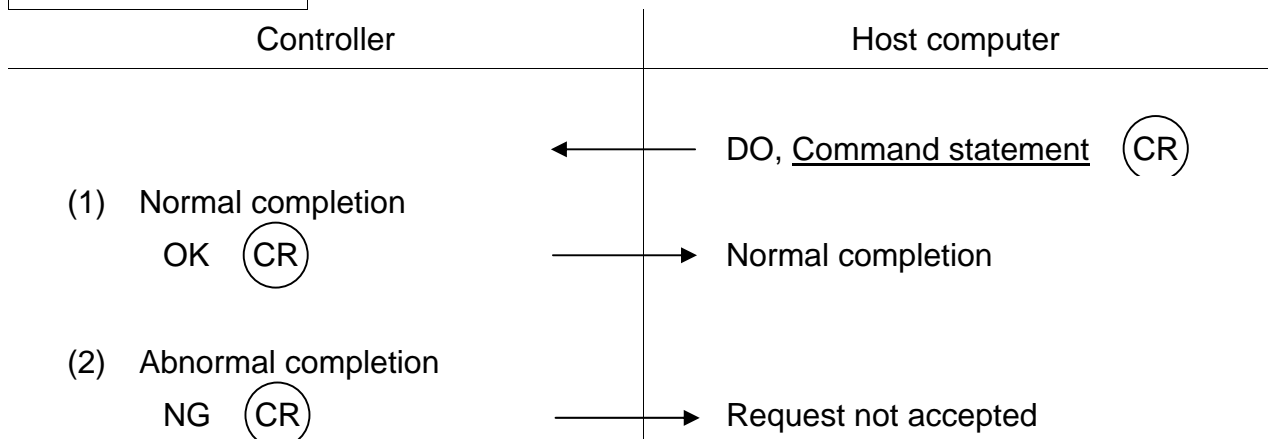 Controller Host computer
DO, Command statement CR
(1) Normal completion
OK CR Normal completion
(2) Abnormal completion
NG CR Request not accepted